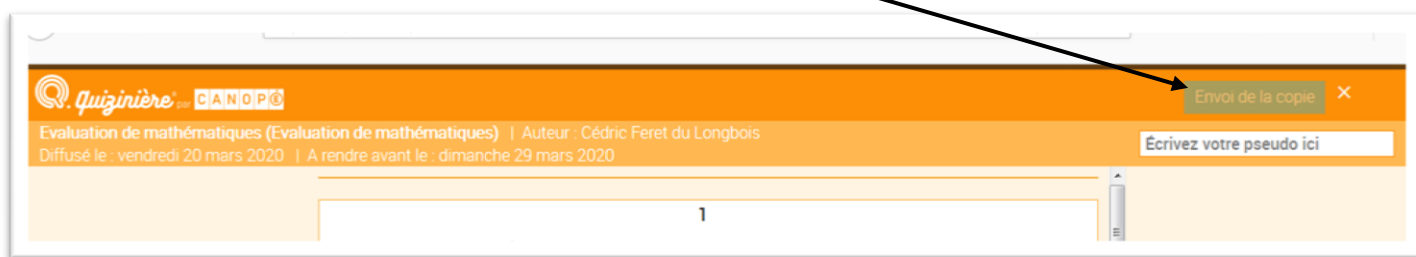 Quizinière par CANOPÉ
Envoi de la copie ×
Evaluation de mathématiques (Evaluation de mathématiques) | Auteur : Cédric Feret du Longbois
Diffusé le : vendredi 20 mars 2020 | A rendre avant le : dimanche 29 mars 2020
Écrivez votre pseudo ici
1